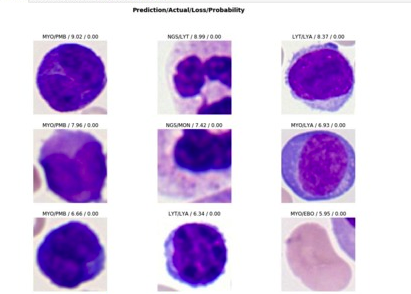 Prediction/Actual/Loss/Probability
MYO/PMB / 9.02 / 0.00
NGS/LYT / 8.99 / 0.00
LYT/LYA / 8.37 / 0.00
MYO/PMB / 7.96 / 0.00
NGS/MON / 7.42 / 0.00
MYO/LYA / 6.93 / 0.00
MYO/PMB / 6.66 / 0.00
LYT/LYA / 6.34 / 0.00
MYO/EBO / 5.95 / 0.00